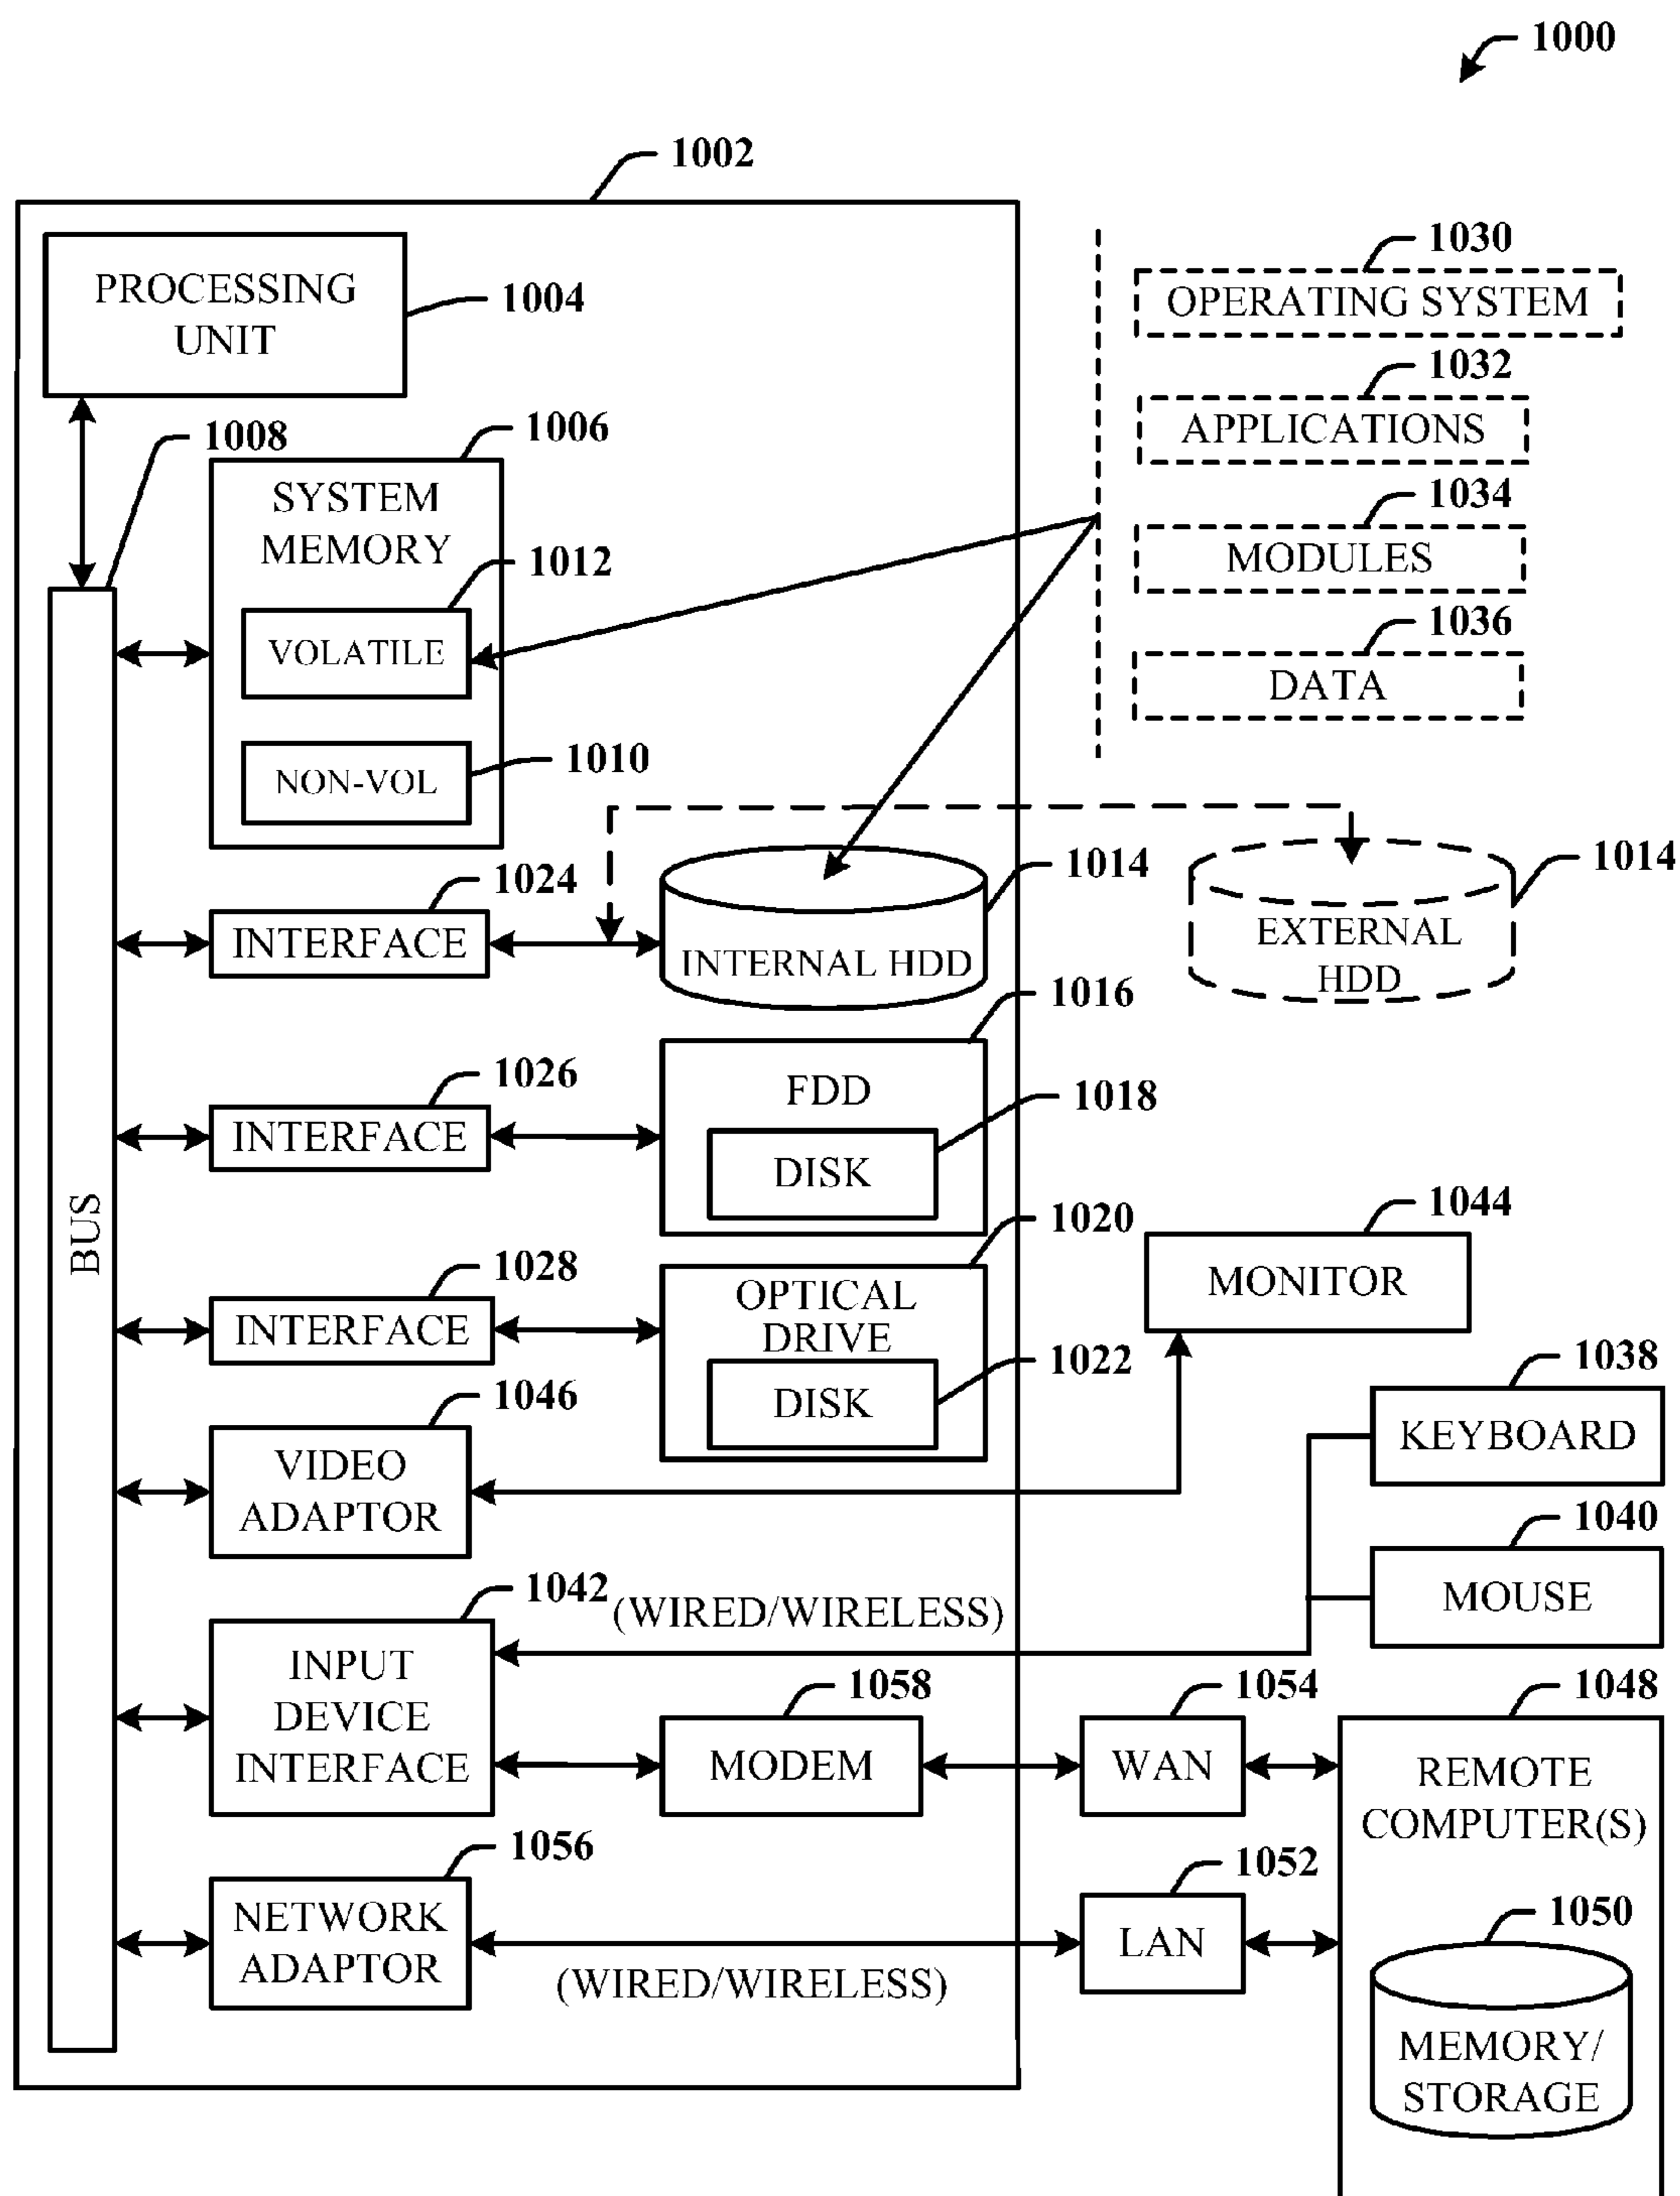 1000
1002
PROCESSING
UNIT
1004
1030
OPERATING SYSTEM
1032
APPLICATIONS
1034
MODULES
1036
DATA
1008
1006
SYSTEM
MEMORY
1012
VOLATILE
1010
NON-VOL
1024
INTERFACE
1014
INTERNAL HDD
1014
EXTERNAL
HDD
1016
FDD
1026
INTERFACE
1018
DISK
BUS
1020
OPTICAL
DRIVE
1028
INTERFACE
1022
DISK
1044
MONITOR
1046
VIDEO
ADAPTOR
1038
KEYBOARD
1040
MOUSE
1042
(WIRED/WIRELESS)
INPUT
DEVICE
INTERFACE
1058
MODEM
1054
WAN
1048
REMOTE
COMPUTER(S)
1056
NETWORK
ADAPTOR
(WIRED/WIRELESS)
1052
LAN
1050
MEMORY/
STORAGE